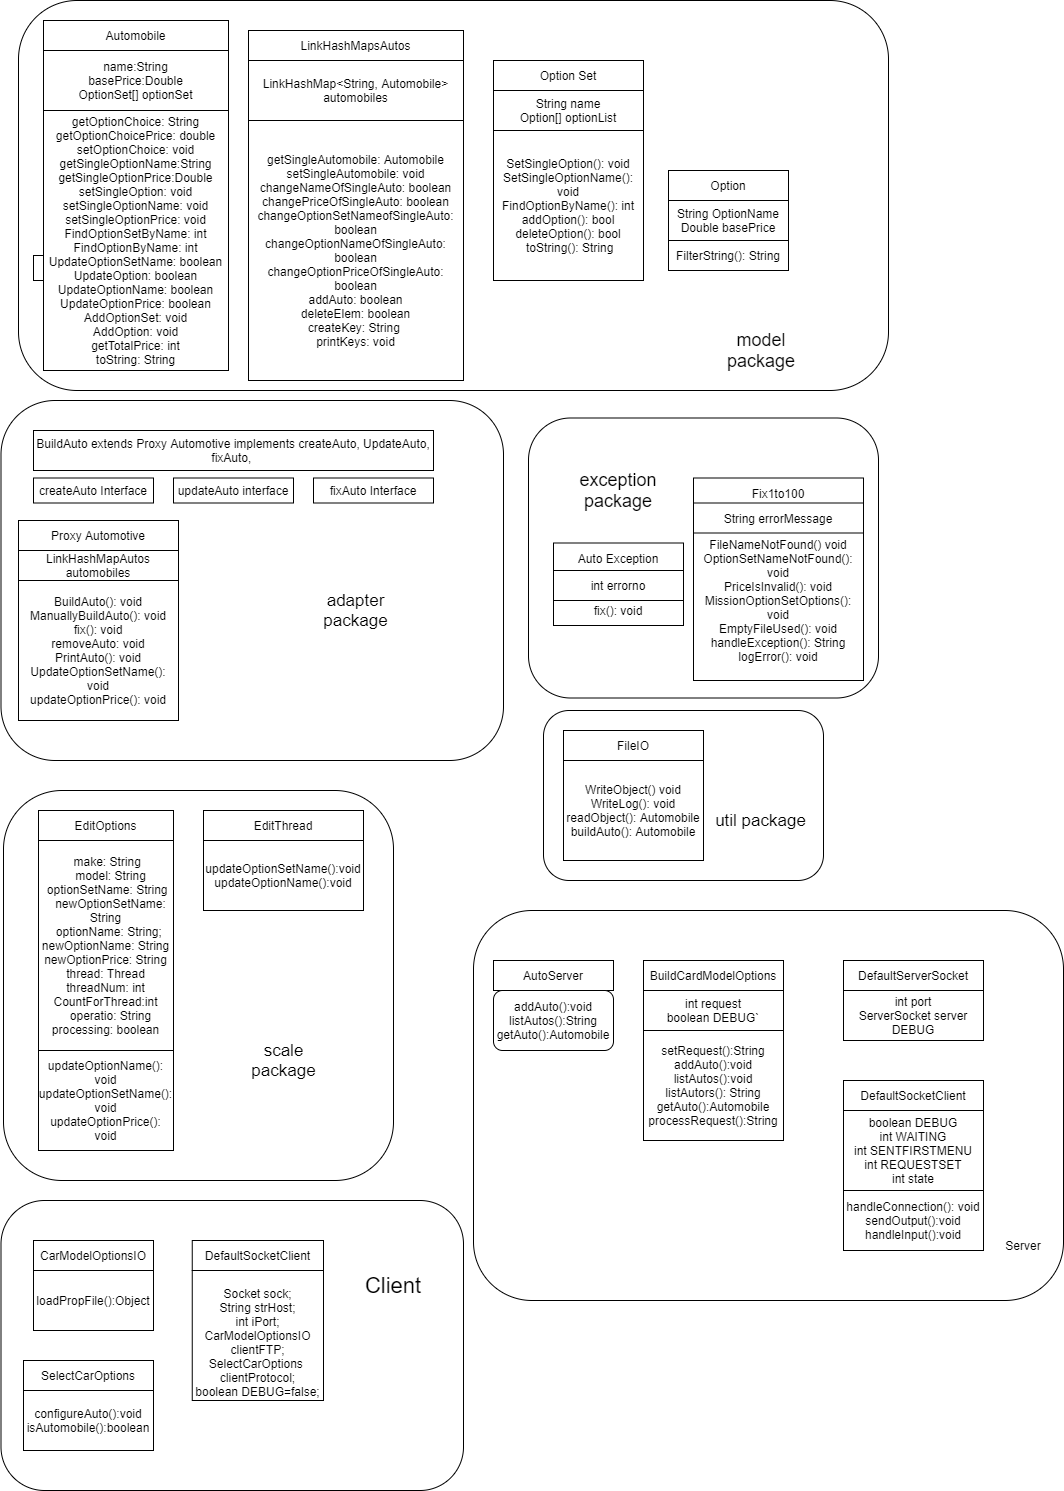 Automobile
name:String
basePrice:Double
OptionSet[] optionSet
getOptionChoice: String
getOptionChoicePrice: double
setOptionChoice: void
getSingleOptionName:String
getSingleOptionPrice:Double
setSingleOption: void
setSingleOptionName: void
setSingleOptionPrice: void
FindOptionSetByName: int
FindOptionByName: int
UpdateOptionSetName: boolean
UpdateOption: boolean
UpdateOptionName: boolean
UpdateOptionPrice: boolean
AddOptionSet: void
AddOption: void
getTotalPrice: int
toString: String
LinkHashMapsAutos
LinkHashMap<String, Automobile>
automobiles
getSingleAutomobile: Automobile
setSingleAutomobile: void
changeNameOfSingleAuto: boolean
changePriceOfSingleAuto: boolean
changeOptionSetNameofSingleAuto:
boolean
changeOptionNameOfSingleAuto:
boolean
changeOptionPriceOfSingleAuto:
boolean
addAuto: boolean
deleteElem: boolean
createKey: String
printKeys: void
Option Set
String name
Option[] optionList
SetSingleOption(): void
SetSingleOptionName():
void
FindOptionByName(): int
addOption(): bool
deleteOption(): bool
toString(): String
Option
String OptionName
Double basePrice
FilterString(): String
model
package
BuildAuto extends Proxy Automotive implements createAuto, UpdateAuto,
fixAuto,
createAuto Interface
updateAuto interface
fixAuto Interface
Proxy Automotive
LinkHashMapAutos
automobiles
BuildAuto(): void
ManuallyBuildAuto(): void
fix(): void
removeAuto: void
PrintAuto(): void
UpdateOptionSetName():
void
updateOptionPrice(): void
adapter
package
exception
package
Auto Exception
int errorno
fix(): void
Fix1to100
String errorMessage
FileNameNotFound() void
OptionSetNameNotFound():
void
PriceIsInvalid(): void
MissionOptionSetOptions():
void
EmptyFileUsed(): void
handleException(): String
logError(): void
FileIO
WriteObject() void
WriteLog(): void
readObject(): Automobile
buildAuto(): Automobile
util package
EditOptions
make: String
model: String
optionSetName: String
newOptionSetName:
String
optionName: String;
newOptionName: String
newOptionPrice: String
thread: Thread
threadNum: int
CountForThread:int
operatio: String
processing: boolean
updateOptionName():
void
updateOptionSetName():
void
updateOptionPrice():
void
EditThread
updateOptionSetName():void
updateOptionName():void
scale
package
AutoServer
addAuto():void
listAutos():String
getAuto():Automobile
BuildCardModelOptions
int request
boolean DEBUG`
setRequest():String
addAuto():void
listAutos():void
listAutors(): String
getAuto():Automobile
processRequest():String
DefaultServerSocket
int port
ServerSocket server
DEBUG
DefaultSocketClient
boolean DEBUG
int WAITING
int SENTFIRSTMENU
int REQUESTSET
int state
handleConnection(): void
sendOutput():void
handleInput():void
Server
CarModelOptionsIO
loadPropFile():Object
SelectCarOptions
configureAuto():void
isAutomobile():boolean
DefaultSocketClient
Socket sock;
String strHost;
int iPort;
CarModelOptionsIO
clientFTP;
SelectCarOptions
clientProtocol;
boolean DEBUG=false;
Client